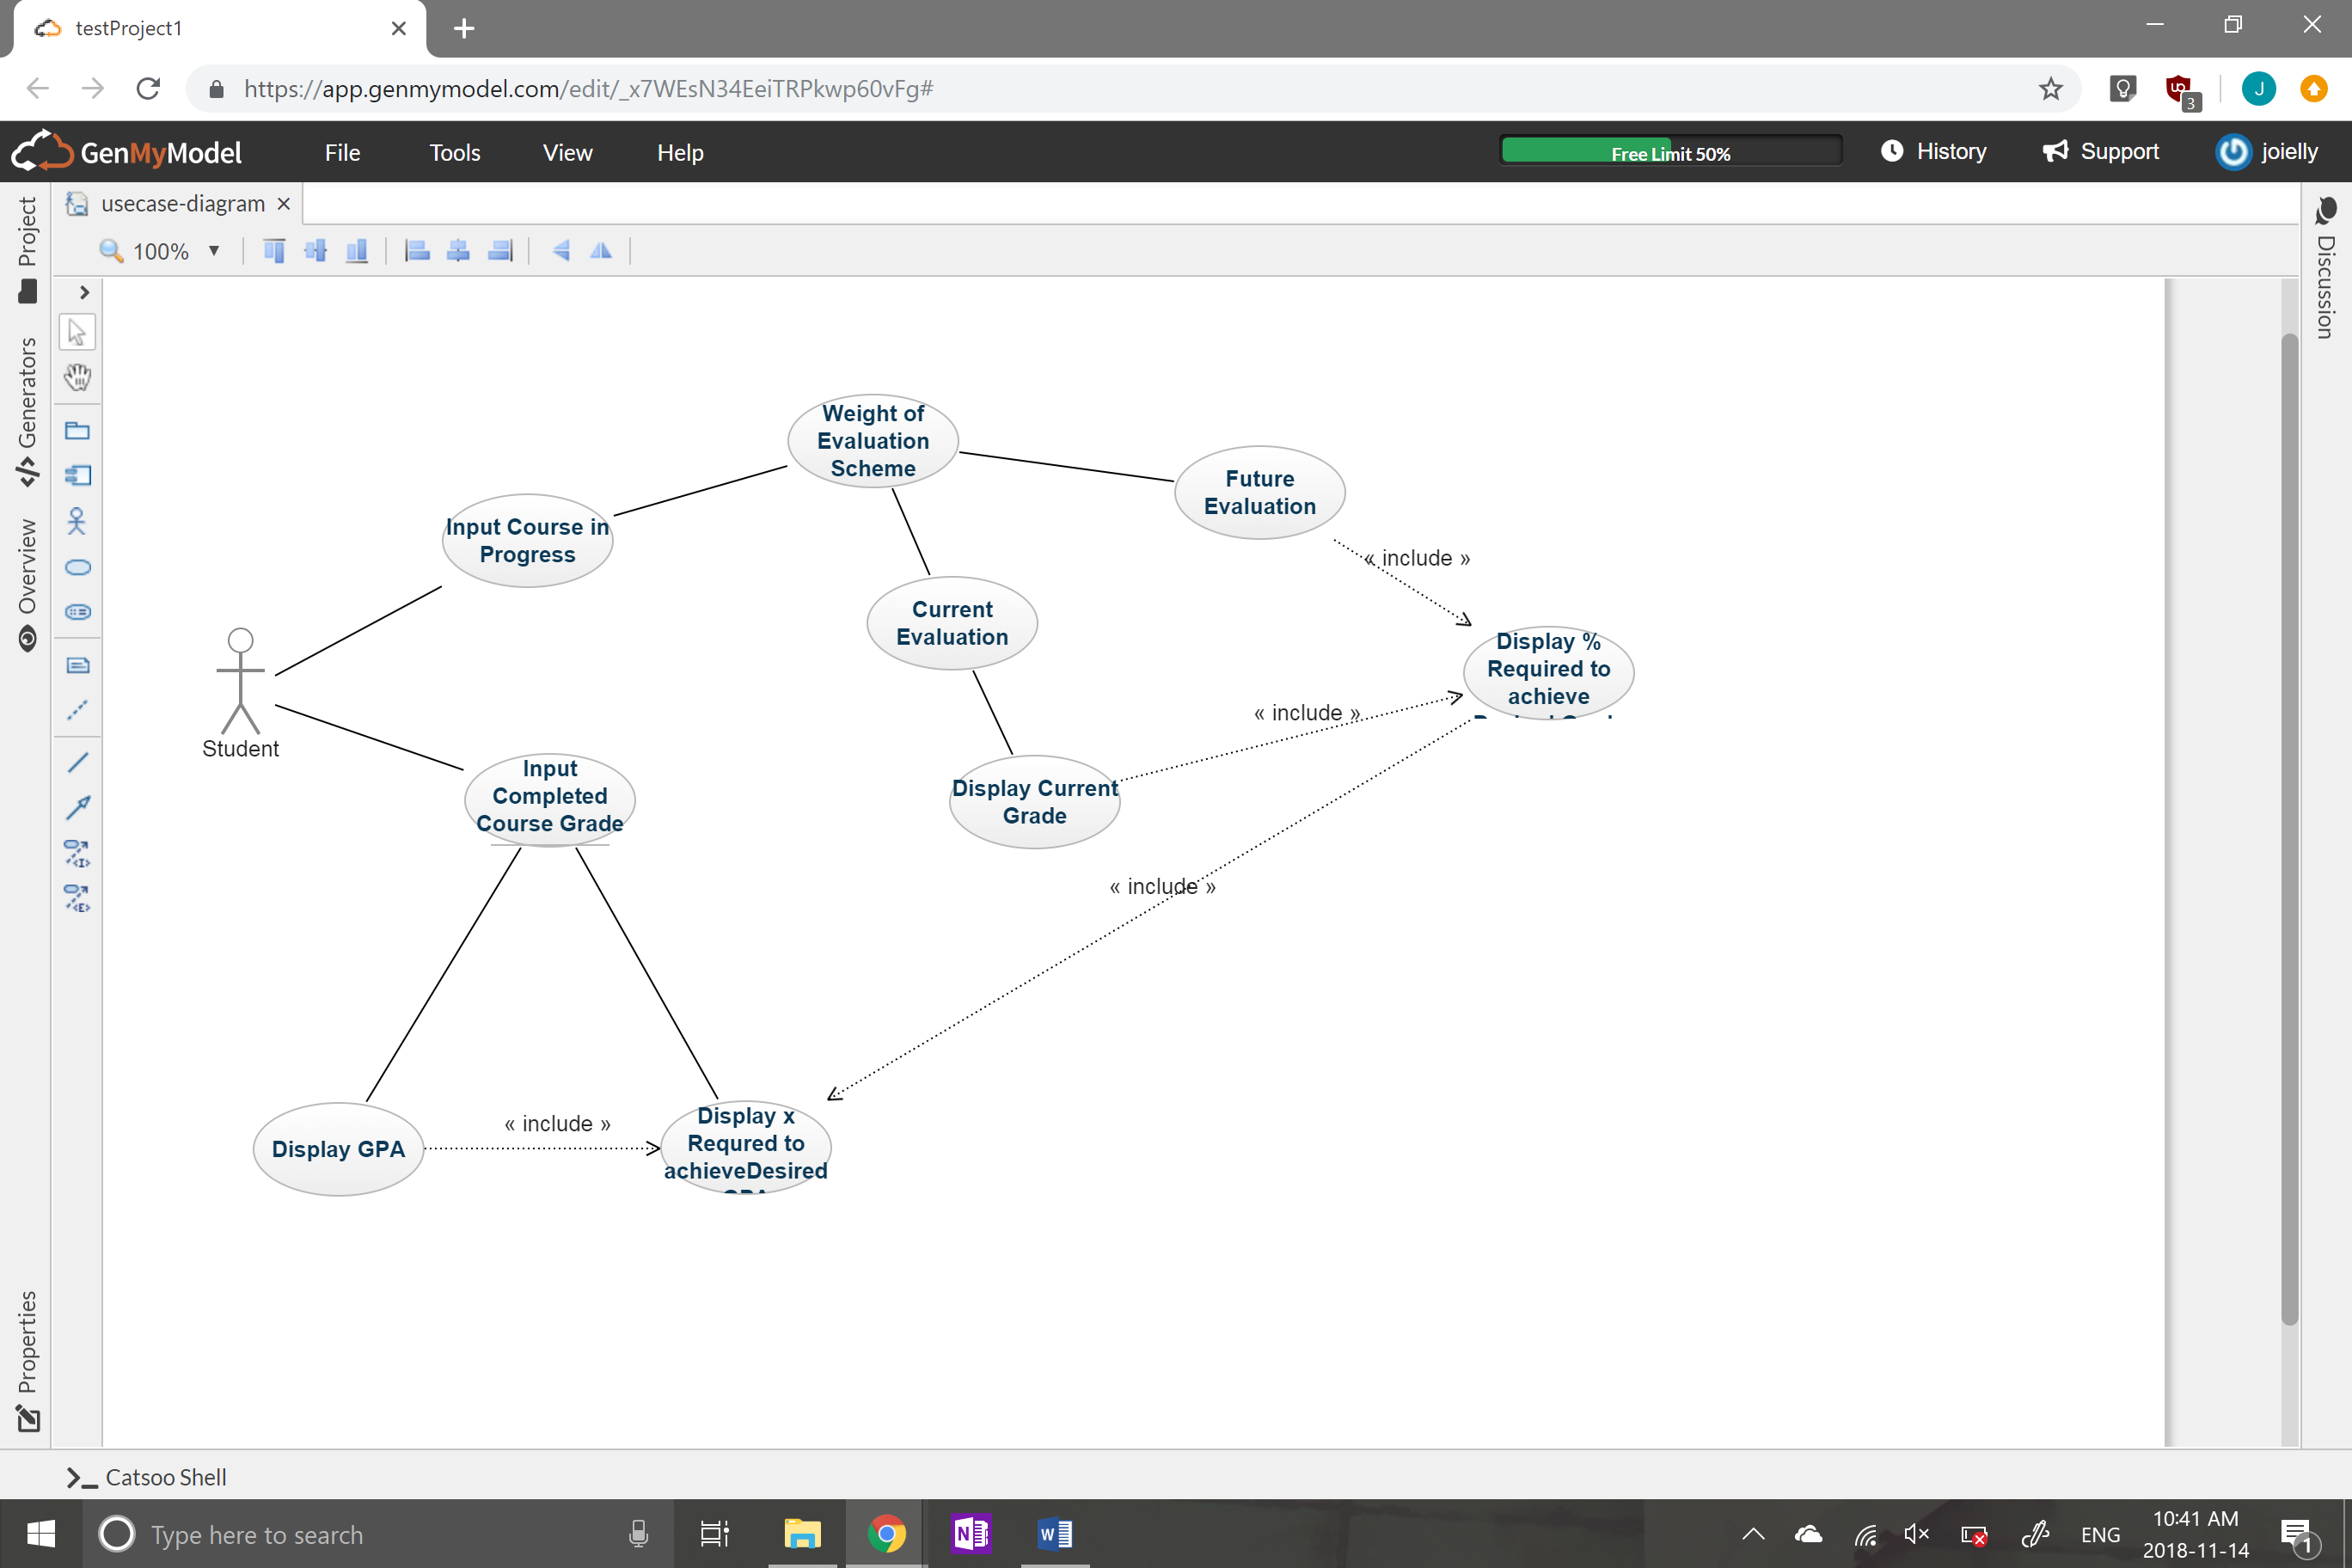 testProject1
https://app.genmymodel.com/edit/_x7WEsN34EeiTRPkwp60vFg#
3
J
GenMyModel
File
Tools
View
Help
Free Limit 50%
History
Support
joielly
Project
Generators
Overview
Properties
Discussion
usecase-diagram
100%
<I>
<E>
Weight of
Evaluation
Scheme
Future
Evaluation
Input Course in
Progress
« include »
Current
Evaluation
Display %
Required to
achieve
« include »
Student
Input
Completed
Course Grade
Display Current
Grade
« include »
« include »
Display GPA
Display x
Requred to
achieveDesired
Catsoo Shell
Type here to search
ENG
10:41 AM
2018-11-14
1